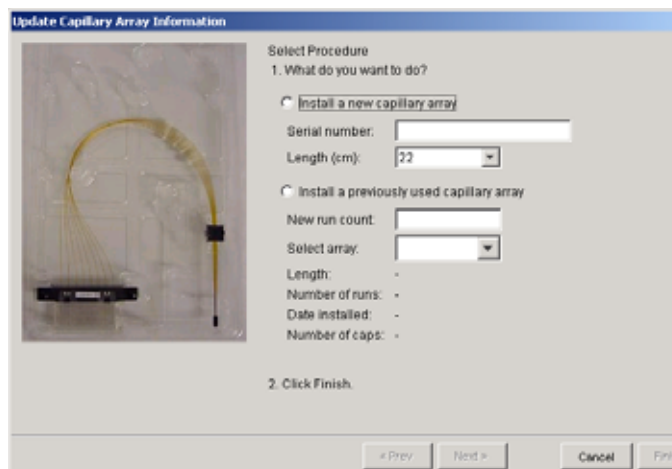 Update Capillary Array Information
Select Procedure
1. What do you want to do?
Install a new capillary array
Serial number:
Length (cm): 22
Install a previously used capillary array
New run count:
Select array:
Length: -
Number of runs: -
Date installed: -
Number of caps: -
2. Click Finish.
« Prev Next » Cancel